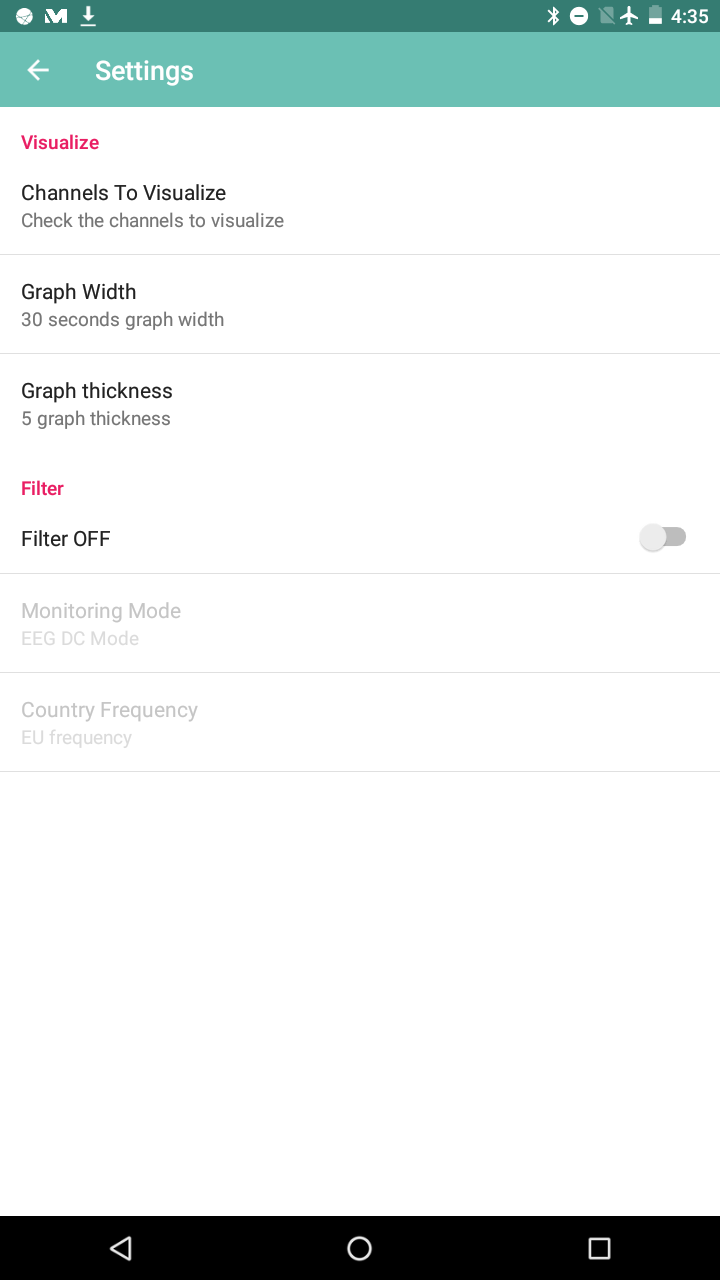 4:35
Settings
Visualize
Channels To Visualize
Check the channels to visualize
Graph Width
30 seconds graph width
Graph thickness
5 graph thickness
Filter
Filter OFF
Monitoring Mode
EEG DC Mode
Country Frequency
EU frequency